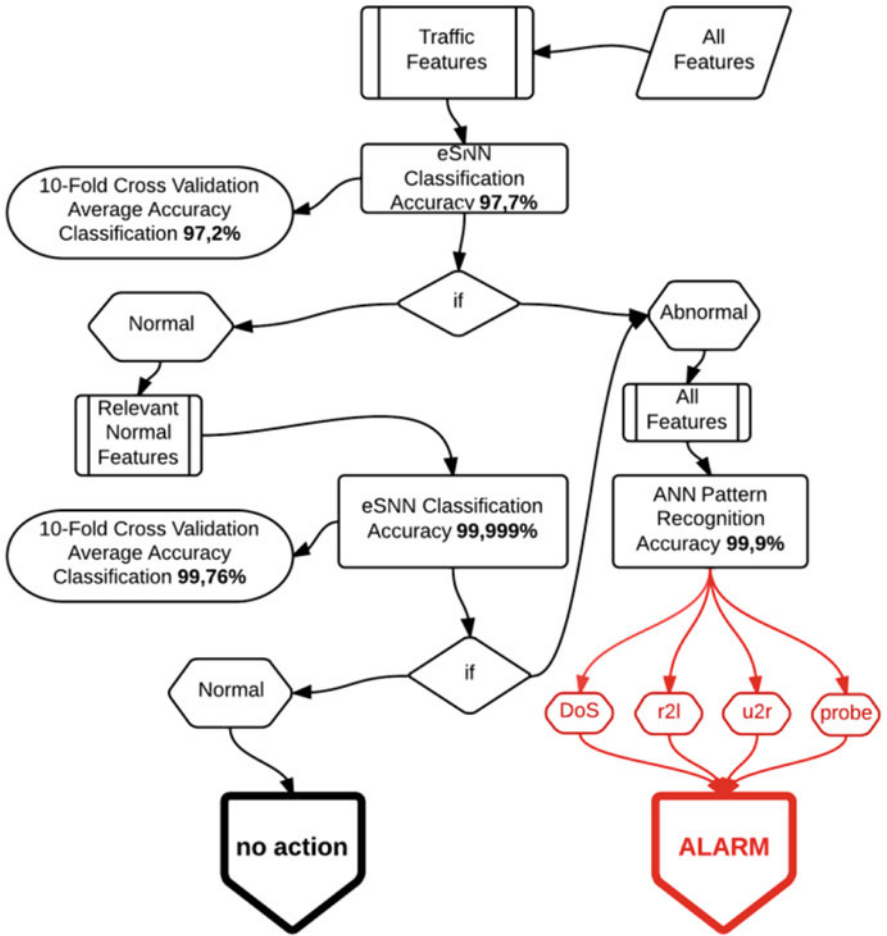 Traffic
Features
All
Features
eSNN
Classification
Accuracy 97,7%
10-Fold Cross Validation
Average Accuracy
Classification 97,2%
if
Normal
Abnormal
Relevant
Normal
Features
All
Features
eSNN Classification
Accuracy 99,999%
ANN Pattern
Recognition
Accuracy 99,9%
10-Fold Cross Validation
Average Accuracy
Classification 99,76%
if
Normal
DoS
r2l
u2r
probe
no action
ALARM